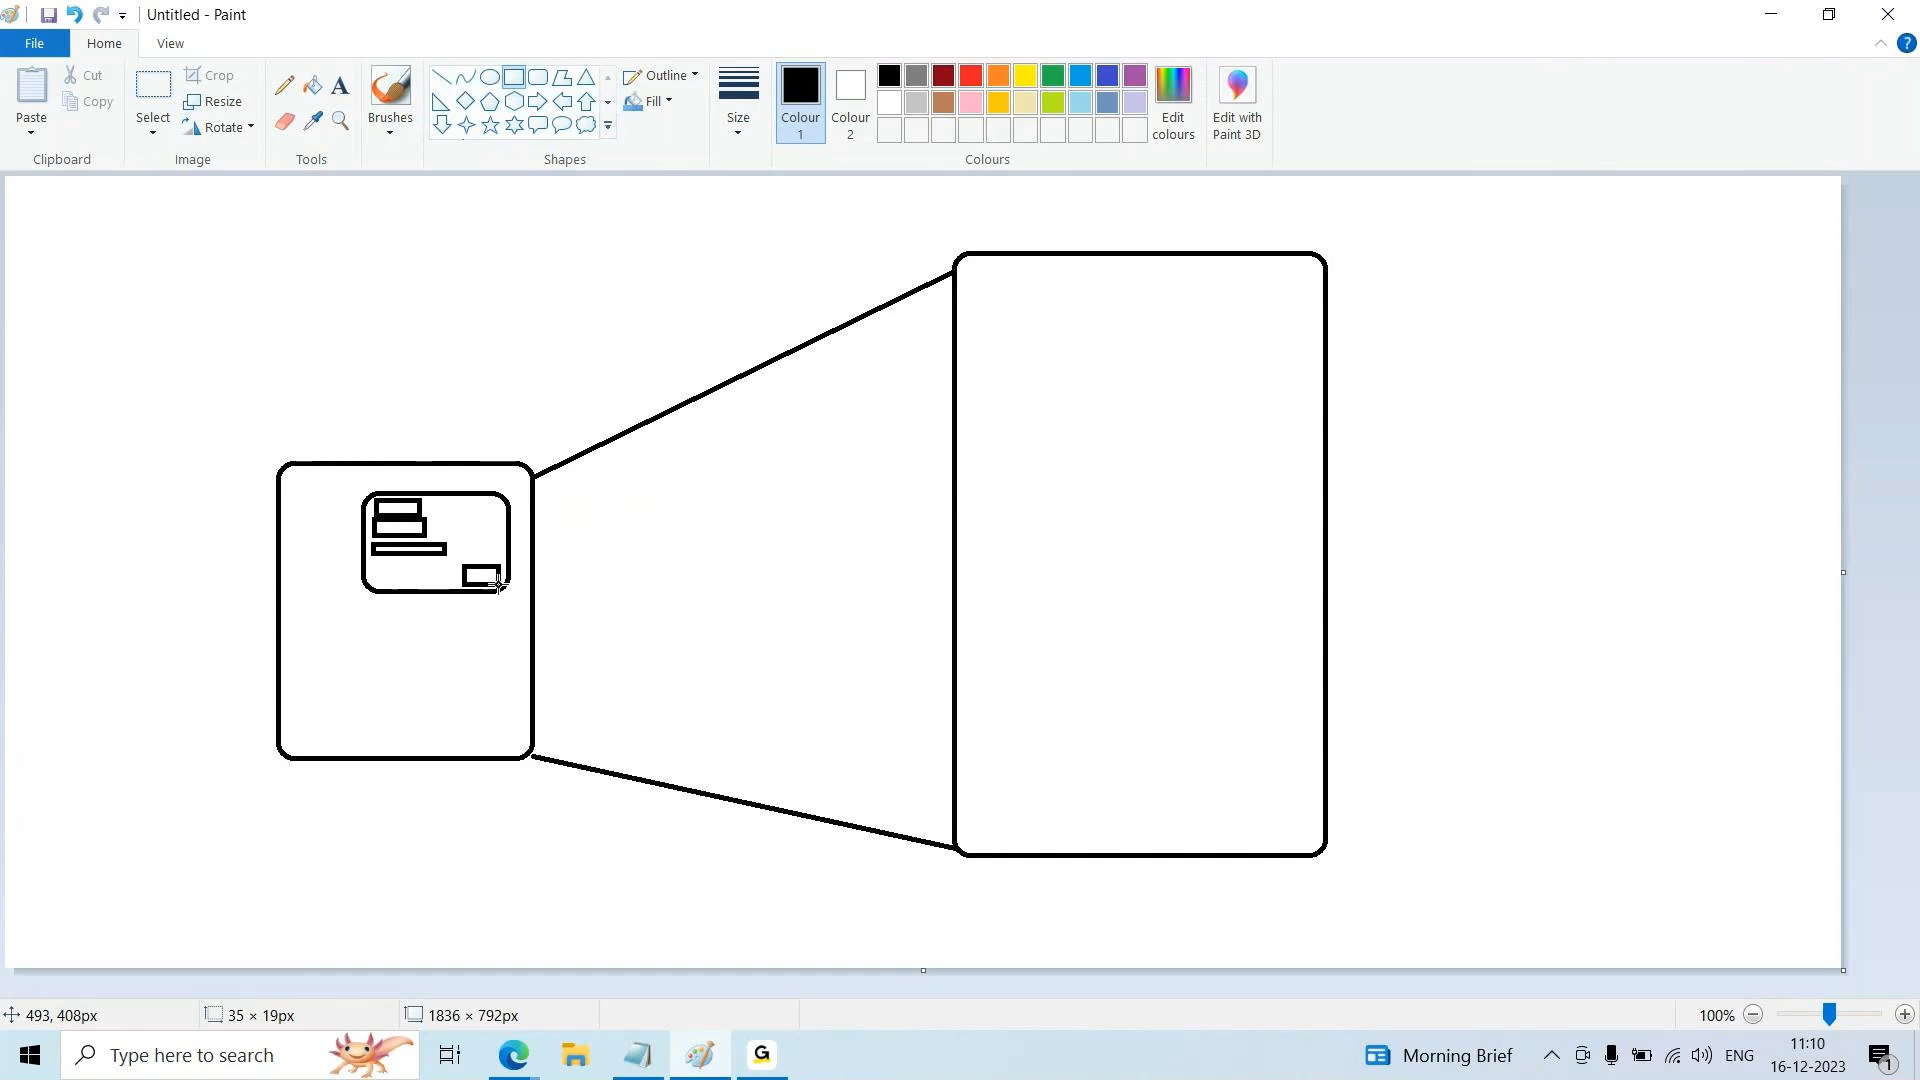 Untitled - Paint
File
Home
View
Paste
Cut
Copy
Clipboard
Select
Crop
Resize
Rotate
Image
A
Tools
Brushes
Outline
Fill
Shapes
Size
Colour
1
Colour
2
Edit
colours
Colours
Edit with
Paint 3D
?
493, 408px
35 × 19px
1836 × 792px
100%
Type here to search
G
Morning Brief
ENG
11:10
16-12-2023
1